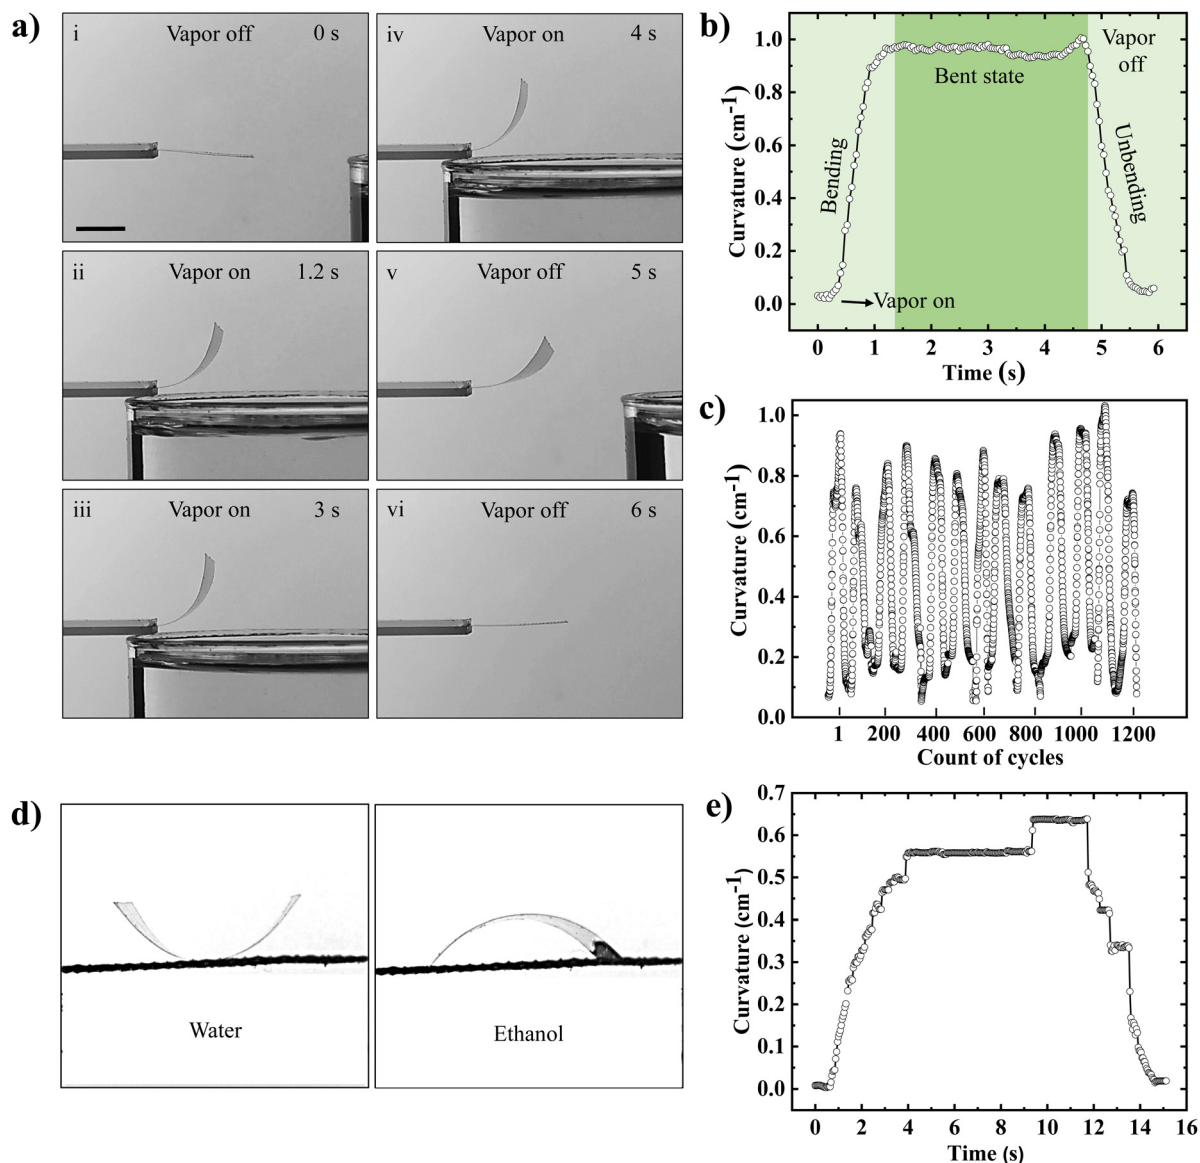 a)
i Vapor off 0 s
iv Vapor on 4 s
ii Vapor on 1.2 s
v Vapor off 5 s
iii Vapor on 3 s
vi Vapor off 6 s
b)
Curvature (cm⁻¹)
1.0
0.8
0.6
0.4
0.2
0.0
Bending
Bent state
Vapor
off
Unbending
Vapor on
0 1 2 3 4 5 6
Time (s)
c)
Curvature (cm⁻¹)
1.0
0.8
0.6
0.4
0.2
0.0
1 200 400 600 800 1000 1200
Count of cycles
d)
Water
Ethanol
e)
Curvature (cm⁻¹)
0.7
0.6
0.5
0.4
0.3
0.2
0.1
0.0
0 2 4 6 8 10 12 14 16
Time (s)